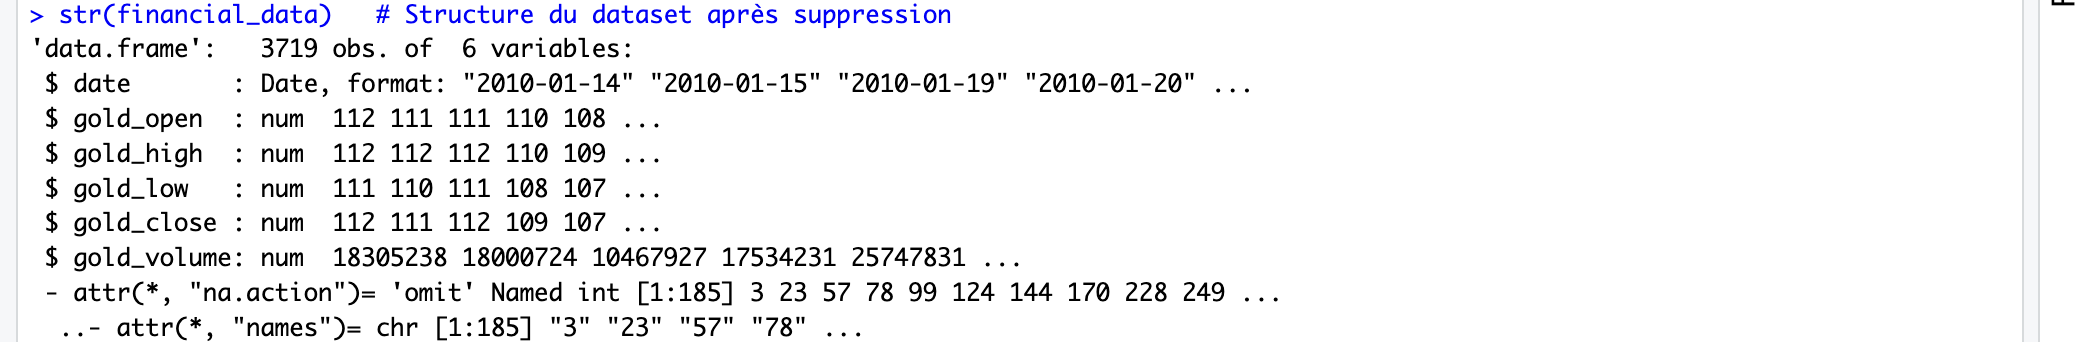 > str(financial_data)   # Structure du dataset après suppression
'data.frame':   3719 obs. of  6 variables:
 $ date       : Date, format: "2010-01-14" "2010-01-15" "2010-01-19" "2010-01-20" ...
 $ gold_open  : num  112 111 111 110 108 ...
 $ gold_high  : num  112 112 112 110 109 ...
 $ gold_low   : num  111 110 111 108 107 ...
 $ gold_close : num  112 111 112 109 107 ...
 $ gold_volume: num  18305238 18000724 10467927 17534231 25747831 ...
 - attr(*, "na.action")= 'omit' Named int [1:185] 3 23 57 78 99 124 144 170 228 249 ...
  ..- attr(*, "names")= chr [1:185] "3" "23" "57" "78" ...